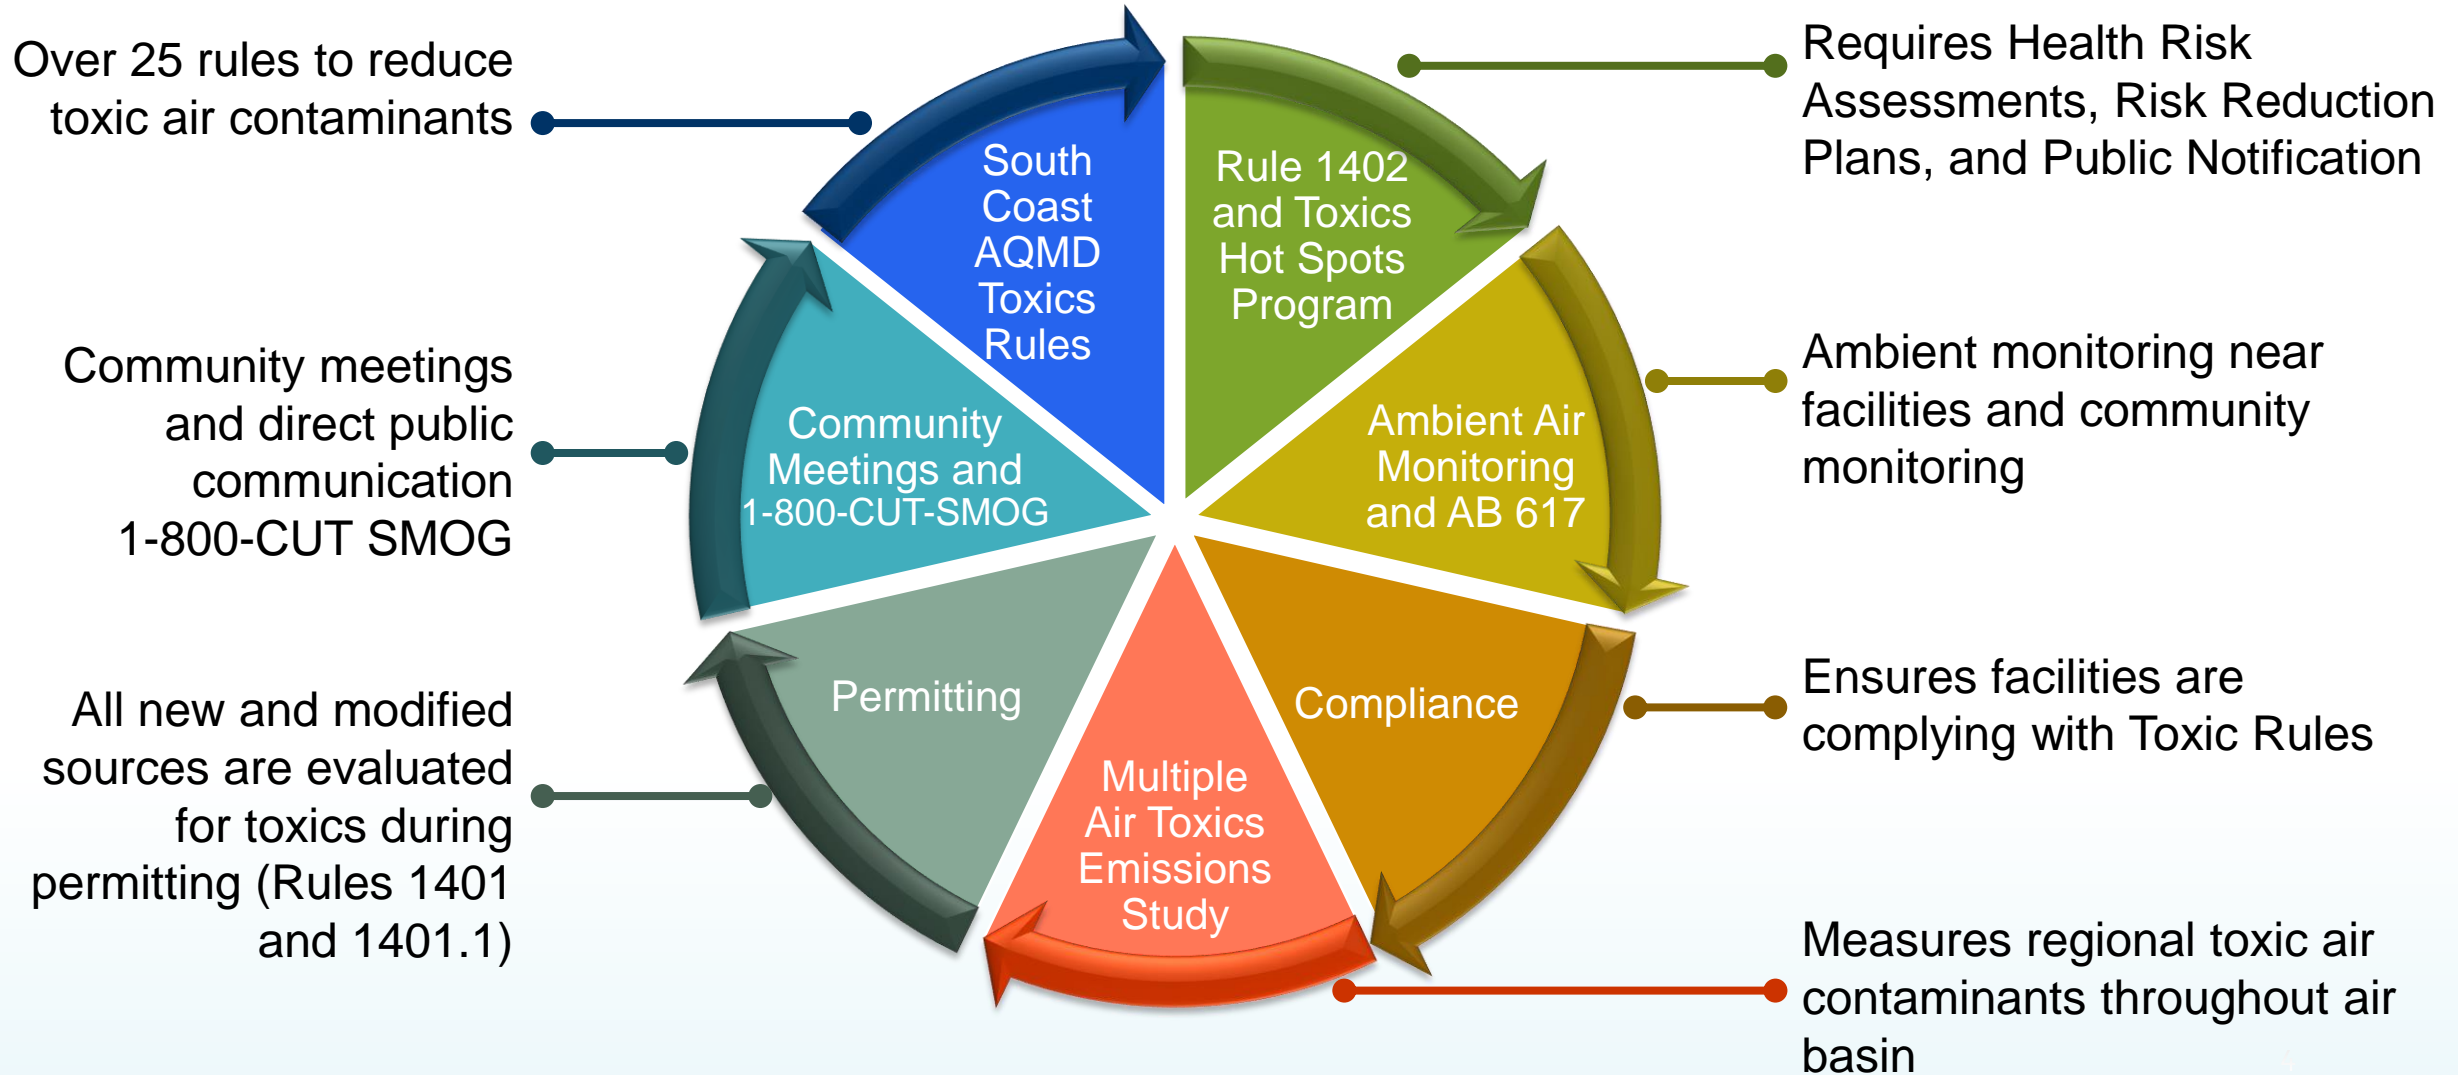 Over 25 rules to reduce
toxic air contaminants
Community meetings
and direct public
communication
1-800-CUT SMOG
All new and modified
sources are evaluated
for toxics during
permitting (Rules 1401
and 1401.1)
South
Coast
AQMD
Toxics
Rules
Rule 1402
and Toxics
Hot Spots
Program
Community
Meetings and
1-800-CUT-SMOG
Ambient Air
Monitoring
and AB 617
Permitting
Compliance
Multiple
Air Toxics
Emissions
Study
Requires Health Risk
Assessments, Risk Reduction
Plans, and Public Notification
Ambient monitoring near
facilities and community
monitoring
Ensures facilities are
complying with Toxic Rules
Measures regional toxic air
contaminants throughout air
basin